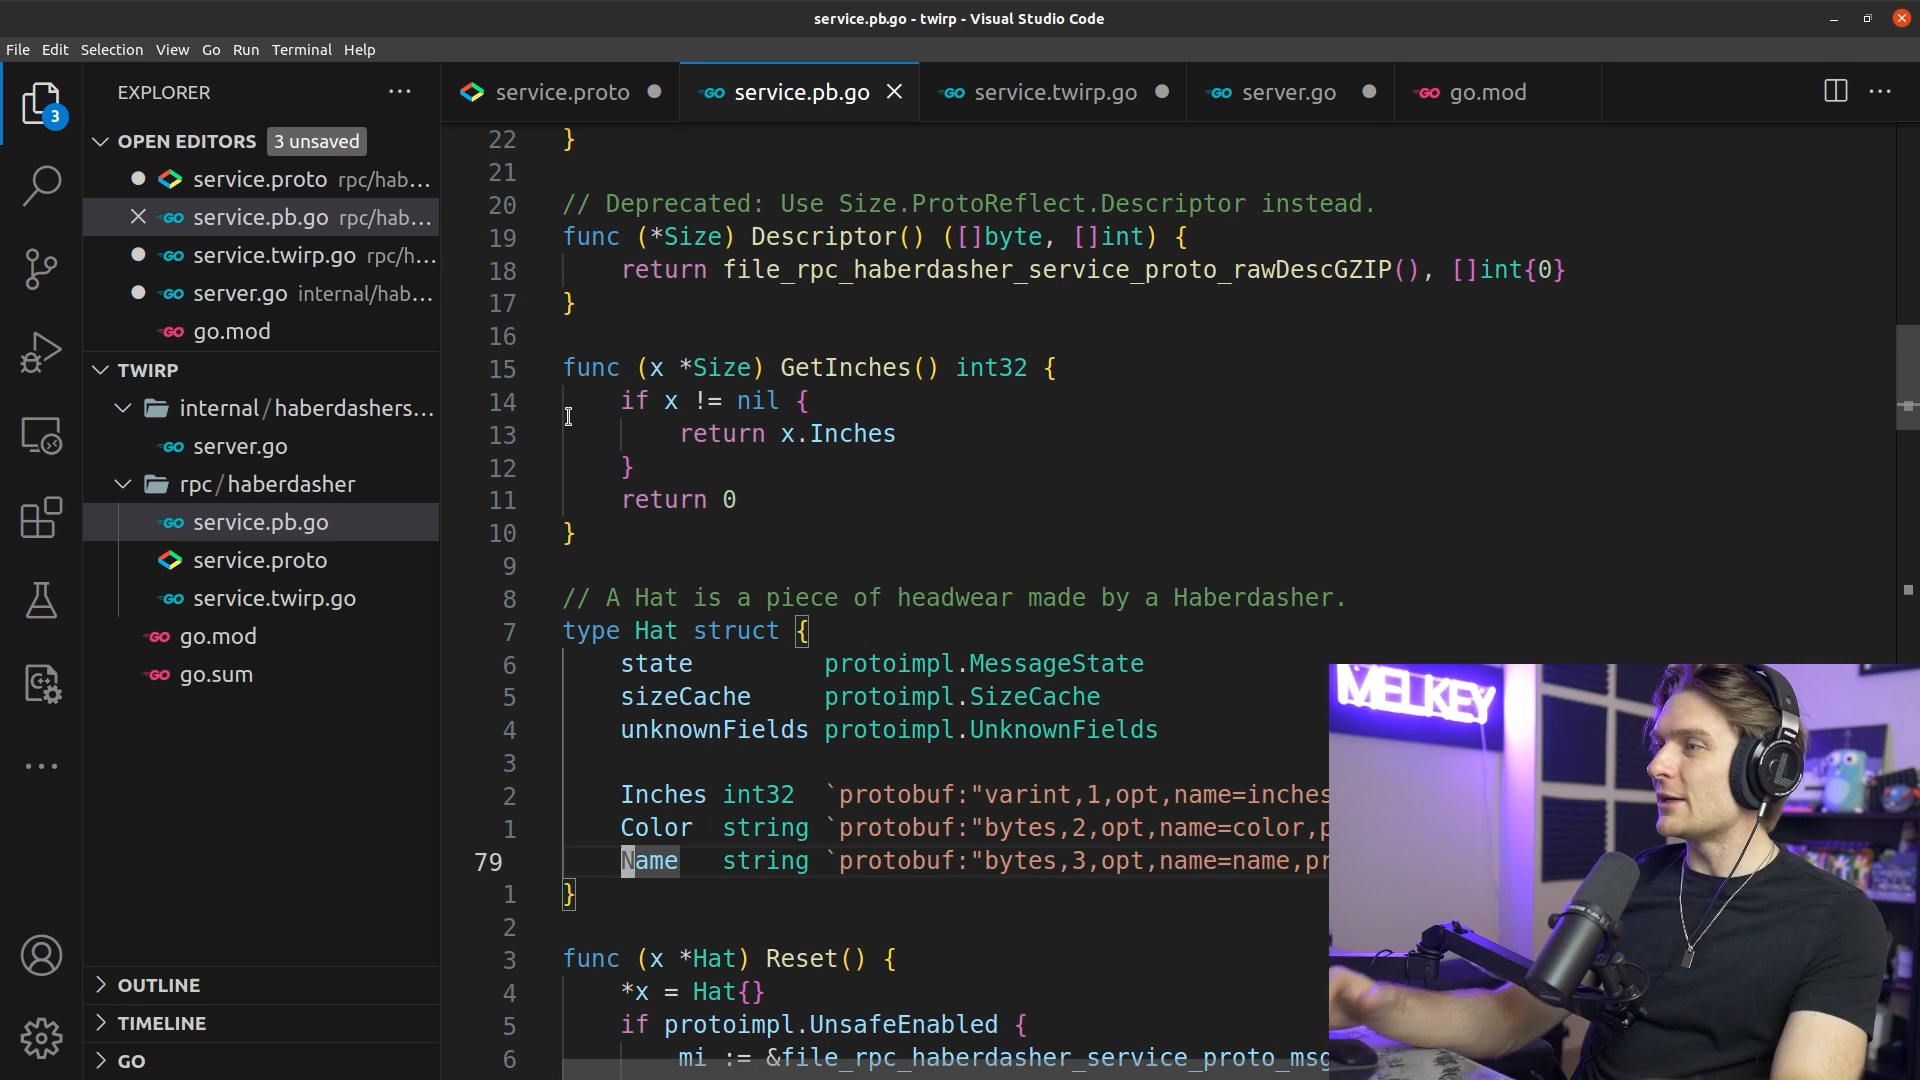 service.pb.go - twirp - Visual Studio Code
File Edit Selection View Go Run Terminal Help
EXPLORER
service.proto
service.pb.go
service.twirp.go
server.go
go.mod
3
OPEN EDITORS 3 unsaved
service.proto rpc/hab...
service.pb.go rpc/hab...
service.twirp.go rpc/h...
server.go internal/hab...
go.mod
TWIRP
internal/haberdashers...
server.go
rpc/haberdasher
service.pb.go
service.proto
service.twirp.go
go.mod
go.sum
OUTLINE
TIMELINE
GO
22 }
21
20 // Deprecated: Use Size.ProtoReflect.Descriptor instead.
19 func (*Size) Descriptor() ([]byte, []int) {
18 return file_rpc_haberdasher_service_proto_rawDescGZIP(), []int{0}
17 }
16
15 func (x *Size) GetInches() int32 {
14 if x != nil {
13 return x.Inches
12 }
11 return 0
10 }
9
8 // A Hat is a piece of headwear made by a Haberdasher.
7 type Hat struct {
6 state protoimpl.MessageState
5 sizeCache protoimpl.SizeCache
4 unknownFields protoimpl.UnknownFields
3
2 Inches int32 `protobuf:"varint,1,opt,name=inches
1 Color string `protobuf:"bytes,2,opt,name=color,p
79 Name string `protobuf:"bytes,3,opt,name=name,pr
1 }
2
3 func (x *Hat) Reset() {
4 *x = Hat{}
5 if protoimpl.UnsafeEnabled {
6 mi := &file_rpc_haberdasher_service_proto_msg
MELKEY